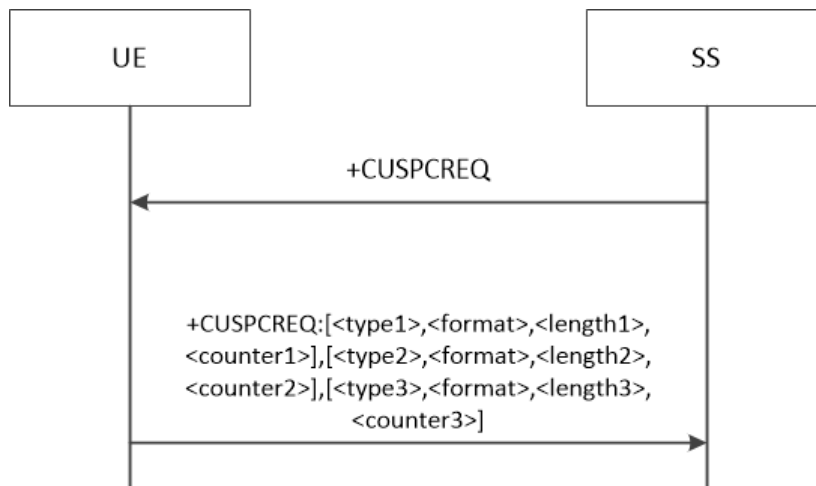 UE
SS
+CUSPCREQ
+CUSPCREQ:[<type1>,<format>,<length1>,
<counter1>],[<type2>,<format>,<length2>,
<counter2>],[<type3>,<format>,<length3>,
<counter3>]